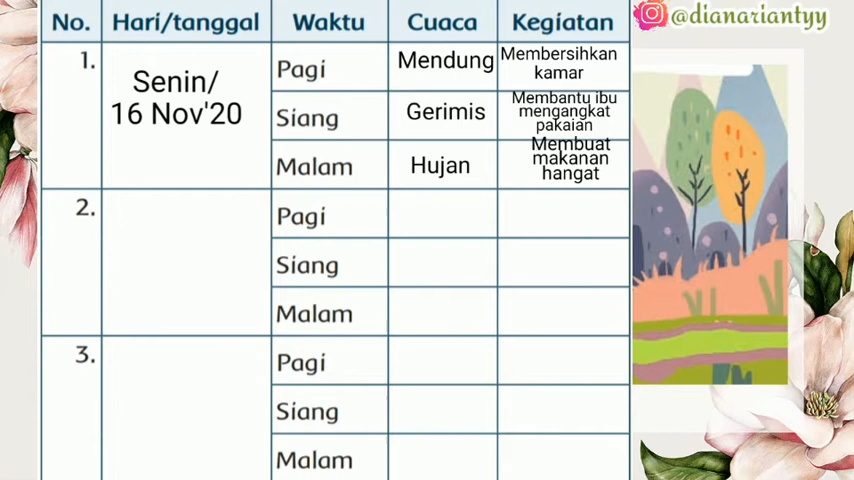 @dianariantyy
No. Hari/tanggal Waktu Cuaca Kegiatan
1. Senin/
16 Nov'20
Pagi Mendung Membersihkan
kamar
Siang Gerimis Membantu ibu
mengangkat
pakaian
Malam Hujan Membuat
makanan
hangat
2. Pagi
Siang
Malam
3. Pagi
Siang
Malam